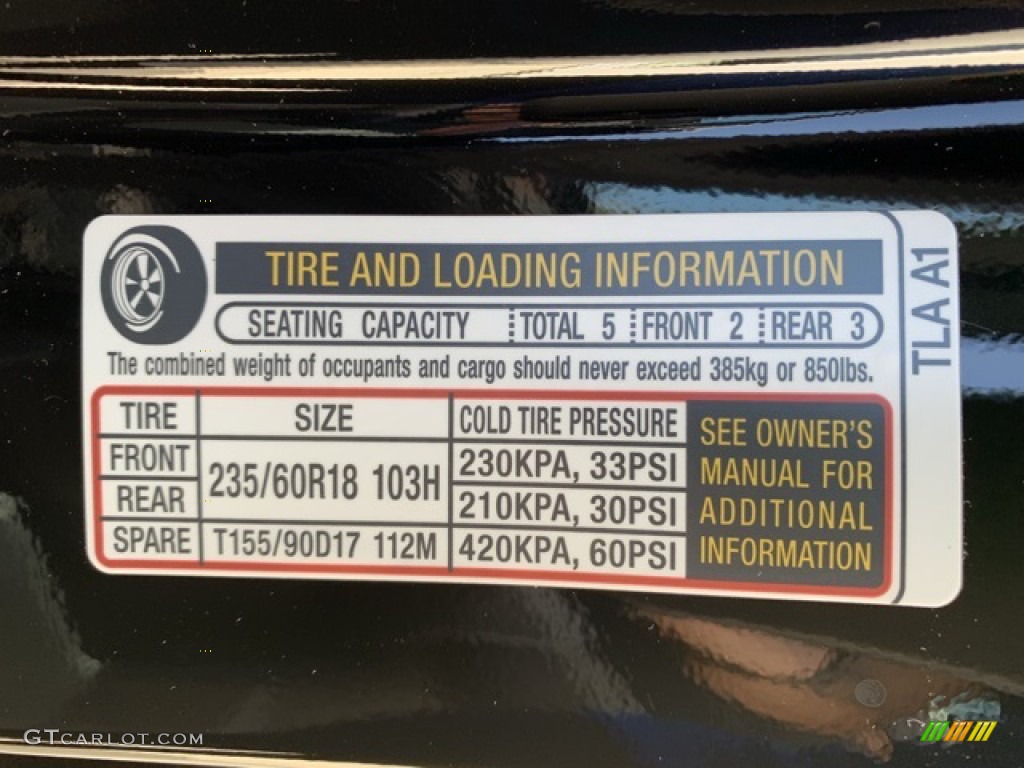 TIRE AND LOADING INFORMATION
SEATING CAPACITY TOTAL 5 FRONT 2 REAR 3
The combined weight of occupants and cargo should never exceed 385kg or 850lbs.
TIRE SIZE COLD TIRE PRESSURE
FRONT 235/60R18 103H 230KPA, 33PSI
REAR 210KPA, 30PSI
SPARE T155/90D17 112M 420KPA, 60PSI
SEE OWNER'S
MANUAL FOR
ADDITIONAL
INFORMATION
TLA A1
GTCARLOT.COM